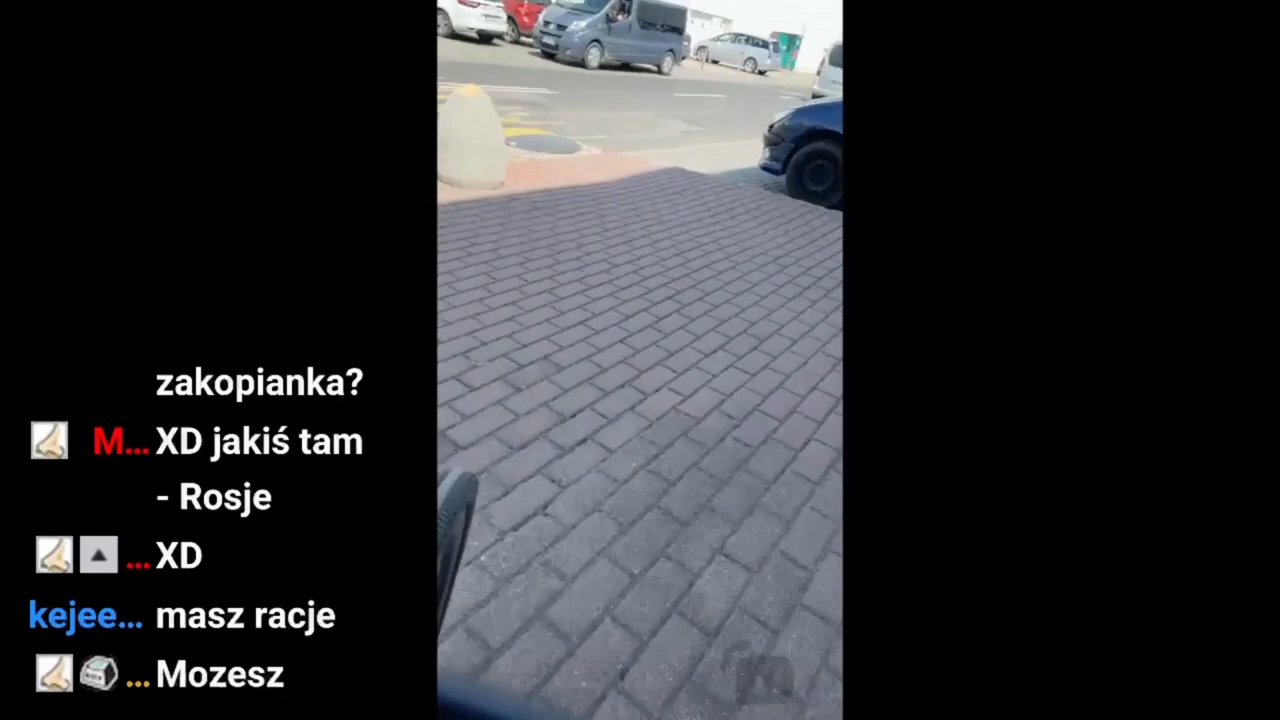 zakopianka?
M... XD jakiś tam
- Rosje
... XD
kejee... masz racje
... Mozesz